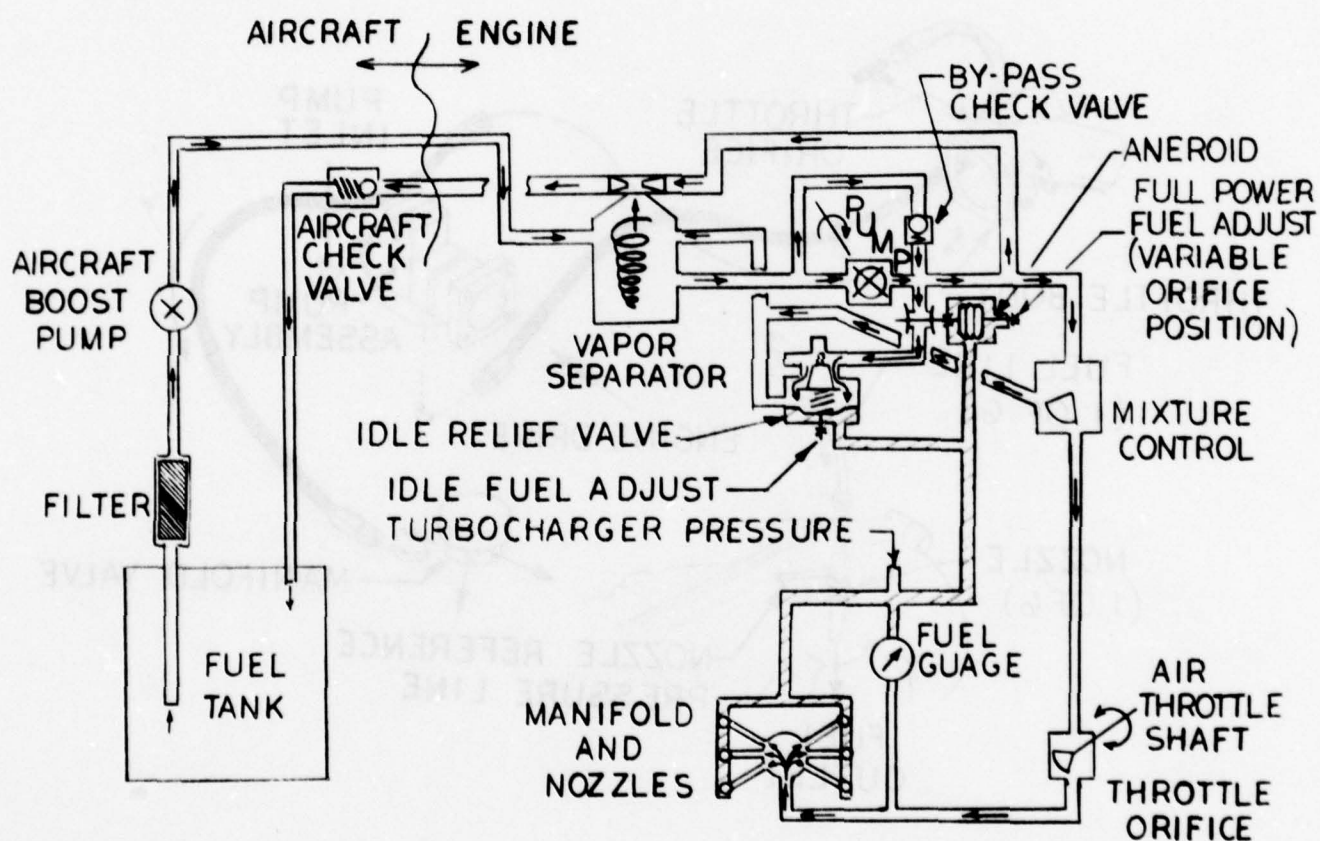 AIRCRAFT ENGINE
BY-PASS
CHECK VALVE
ANEROID
FULL POWER
FUEL ADJUST
(VARIABLE
ORIFICE
POSITION)
PUMP
AIRCRAFT
CHECK
VALVE
AIRCRAFT
BOOST
PUMP
VAPOR
SEPARATOR
MIXTURE
CONTROL
IDLE RELIEF VALVE
IDLE FUEL ADJUST
TURBOCHARGER PRESSURE
FILTER
FUEL
GUAGE
FUEL
TANK
MANIFOLD
AND
NOZZLES
AIR
THROTTLE
SHAFT
THROTTLE
ORIFICE